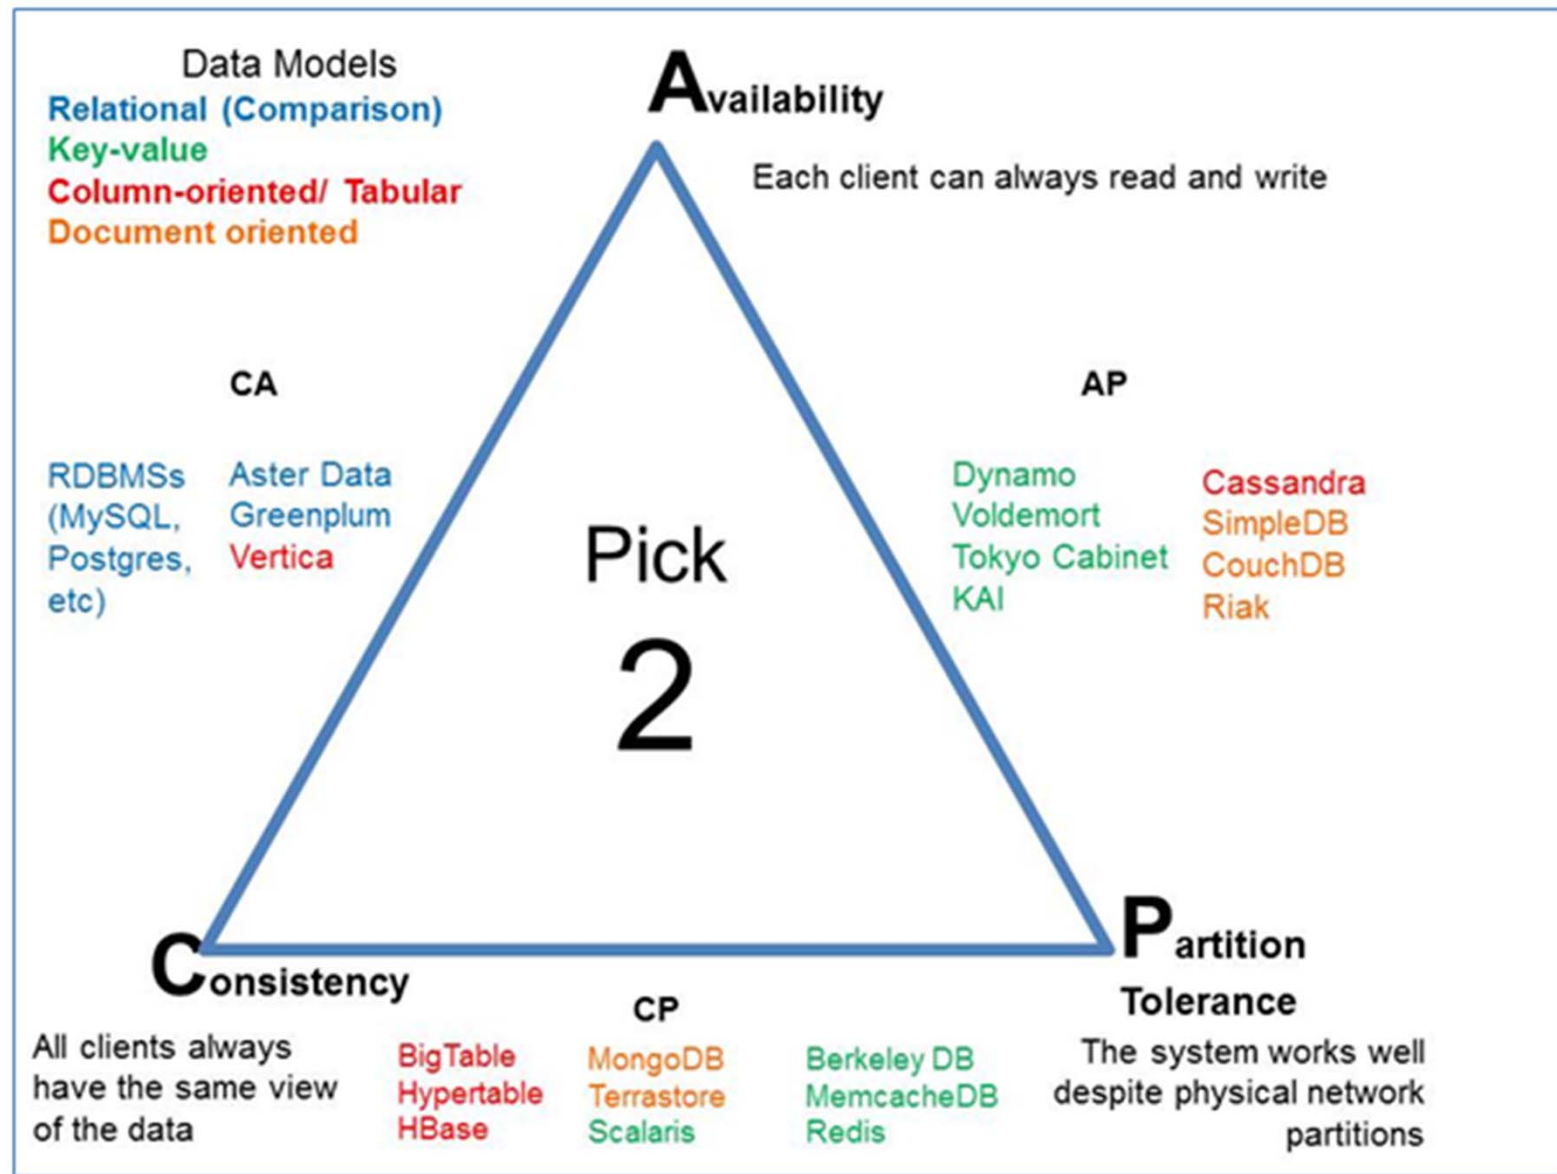 Data Models
Relational (Comparison)
Key-value
Column-oriented/ Tabular
Document oriented
Availability
Each client can always read and write
CA
RDBMSs
(MySQL,
Postgres,
etc)
Aster Data
Greenplum
Vertica
Pick
2
AP
Dynamo
Voldemort
Tokyo Cabinet
KAI
Cassandra
SimpleDB
CouchDB
Riak
Consistency
All clients always
have the same view
of the data
CP
BigTable
Hypertable
HBase
MongoDB
Terrastore
Scalaris
Berkeley DB
MemcacheDB
Redis
Partition
Tolerance
The system works well
despite physical network
partitions